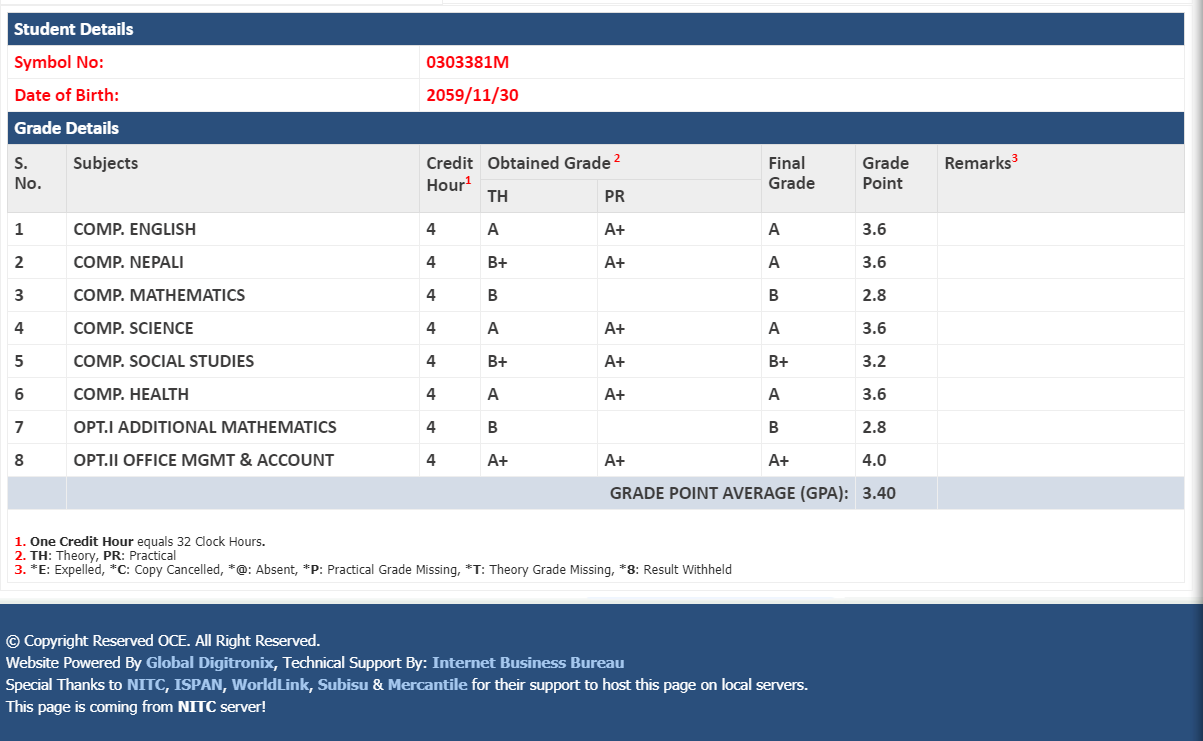 Student Details
Symbol No: 0303381M
Date of Birth: 2059/11/30
Grade Details
S. No. Subjects Credit Hour1 Obtained Grade 2 Final Grade Grade Point Remarks3
TH PR
1 COMP. ENGLISH 4 A A+ A 3.6
2 COMP. NEPALI 4 B+ A+ A 3.6
3 COMP. MATHEMATICS 4 B B 2.8
4 COMP. SCIENCE 4 A A+ A 3.6
5 COMP. SOCIAL STUDIES 4 B+ A+ B+ 3.2
6 COMP. HEALTH 4 A A+ A 3.6
7 OPT.I ADDITIONAL MATHEMATICS 4 B B 2.8
8 OPT.II OFFICE MGMT & ACCOUNT 4 A+ A+ A+ 4.0
GRADE POINT AVERAGE (GPA): 3.40
1. One Credit Hour equals 32 Clock Hours.
2. TH: Theory, PR: Practical
3. *E: Expelled, *C: Copy Cancelled, *@: Absent, *P: Practical Grade Missing, *T: Theory Grade Missing, *8: Result Withheld
© Copyright Reserved OCE. All Right Reserved.
Website Powered By Global Digitronix, Technical Support By: Internet Business Bureau
Special Thanks to NITC, ISPAN, WorldLink, Subisu & Mercantile for their support to host this page on local servers.
This page is coming from NITC server!